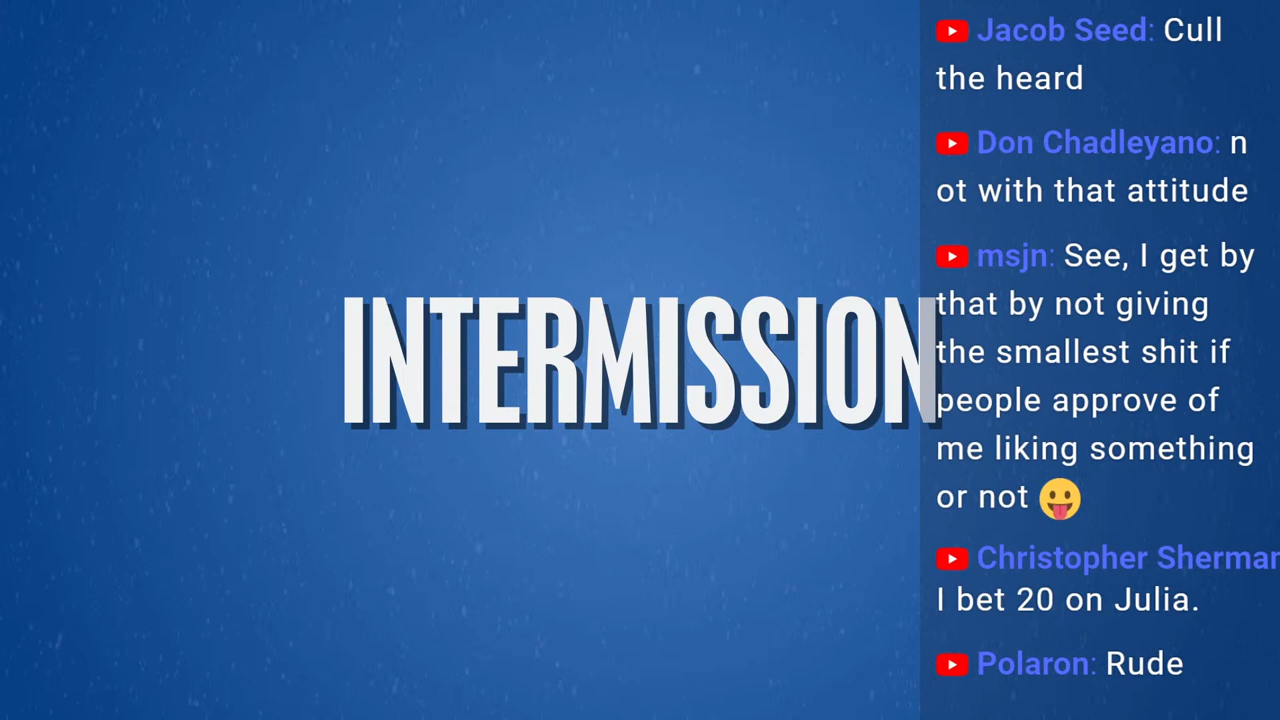 INTERMISSION
Jacob Seed: Cull
the heard
Don Chadleyano: n
ot with that attitude
msjn: See, I get by
that by not giving
the smallest shit if
people approve of
me liking something
or not 😛
Christopher Sherman
I bet 20 on Julia.
Polaron: Rude